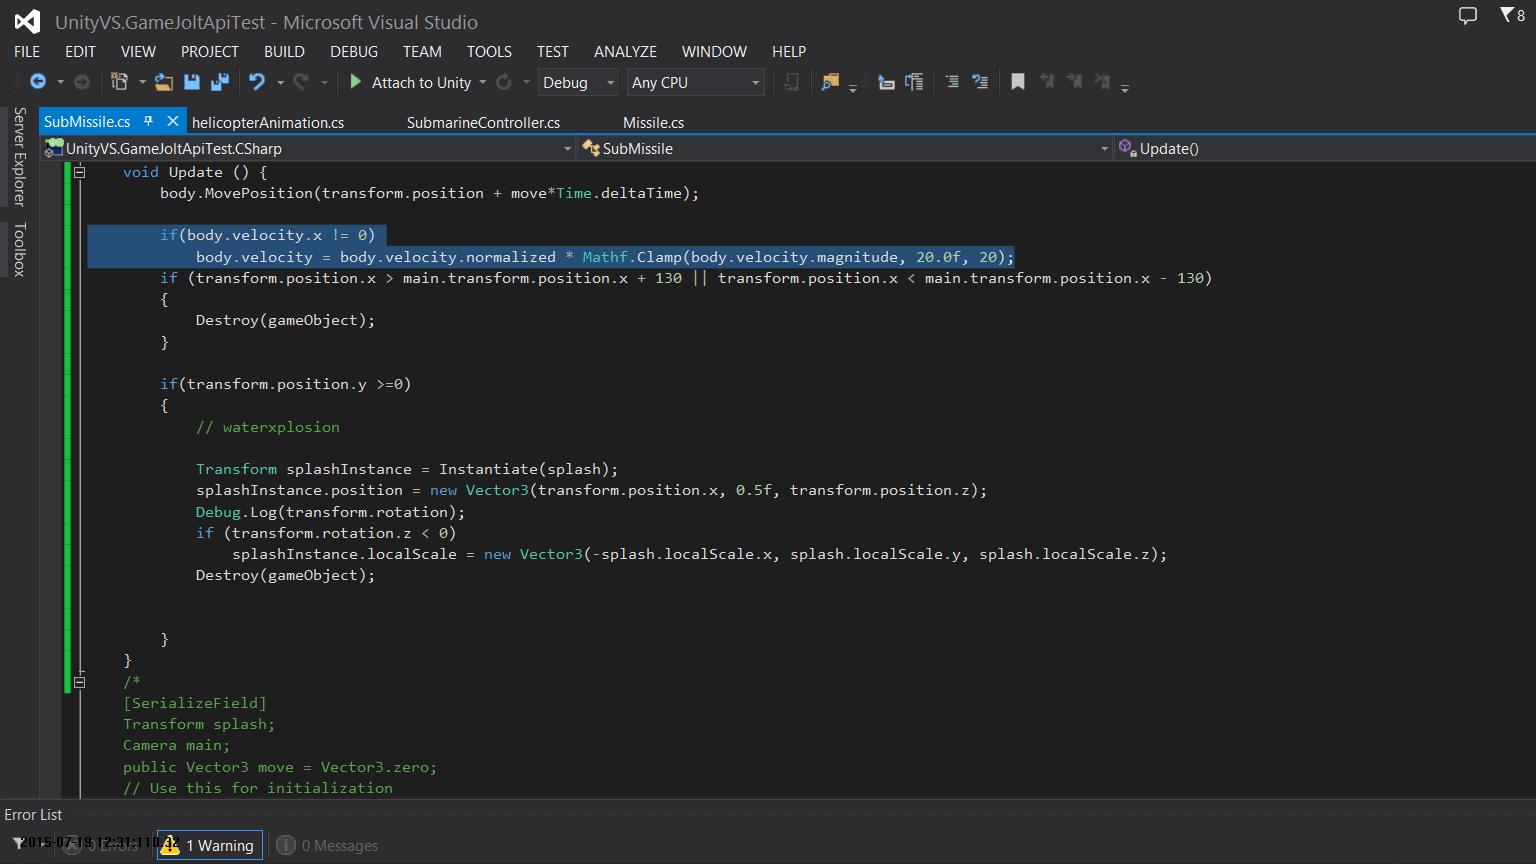 UnityVS.GameJoltApiTest - Microsoft Visual Studio
8
FILE EDIT VIEW PROJECT BUILD DEBUG TEAM TOOLS TEST ANALYZE WINDOW HELP
Attach to Unity Debug Any CPU
Server Explorer
Toolbox
SubMissile.cs helicopterAnimation.cs SubmarineController.cs Missile.cs
UnityVS.GameJoltApiTest.CSharp SubMissile Update()
void Update () {
body.MovePosition(transform.position + move*Time.deltaTime);
if(body.velocity.x != 0)
body.velocity = body.velocity.normalized * Mathf.Clamp(body.velocity.magnitude, 20.0f, 20);
if (transform.position.x > main.transform.position.x + 130 || transform.position.x < main.transform.position.x - 130)
{
Destroy(gameObject);
}
if(transform.position.y >=0)
{
// waterxplosion
Transform splashInstance = Instantiate(splash);
splashInstance.position = new Vector3(transform.position.x, 0.5f, transform.position.z);
Debug.Log(transform.rotation);
if (transform.rotation.z < 0)
splashInstance.localScale = new Vector3(-splash.localScale.x, splash.localScale.y, splash.localScale.z);
Destroy(gameObject);
}
}
/*
[SerializeField]
Transform splash;
Camera main;
public Vector3 move = Vector3.zero;
// Use this for initialization
Error List
0 Errors 1 Warning 0 Messages